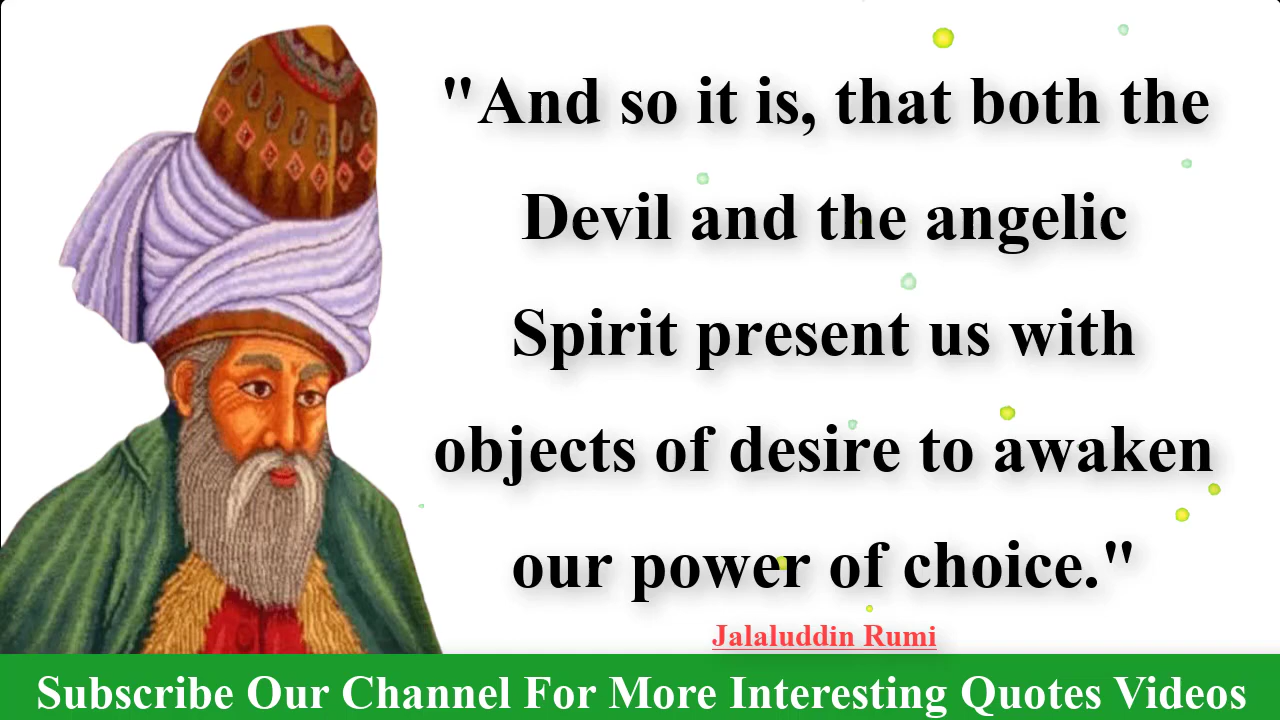 "And so it is, that both the
Devil and the angelic
Spirit present us with
objects of desire to awaken
our power of choice."
Jalaluddin Rumi
Subscribe Our Channel For More Interesting Quotes Videos